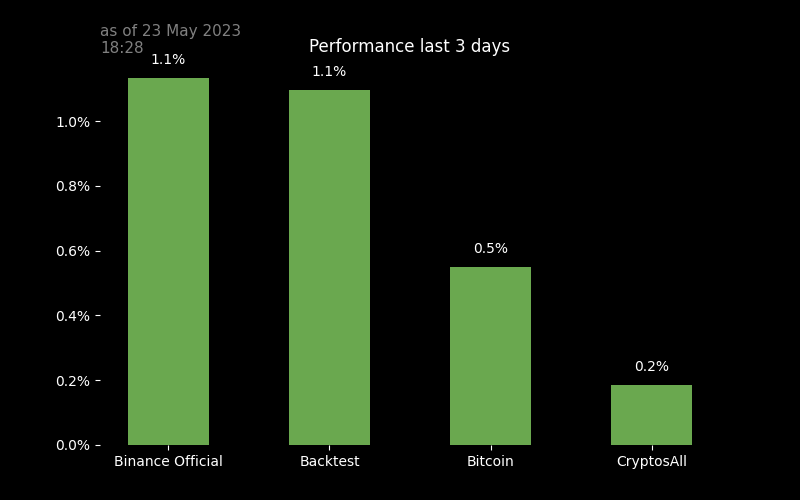 as of 23 May 2023
18:28
Performance last 3 days
1.1%
1.1%
1.0%
0.8%
0.6%
0.5%
0.4%
0.2%
0.2%
0.0%
Binance Official
Backtest
Bitcoin
CryptosAll